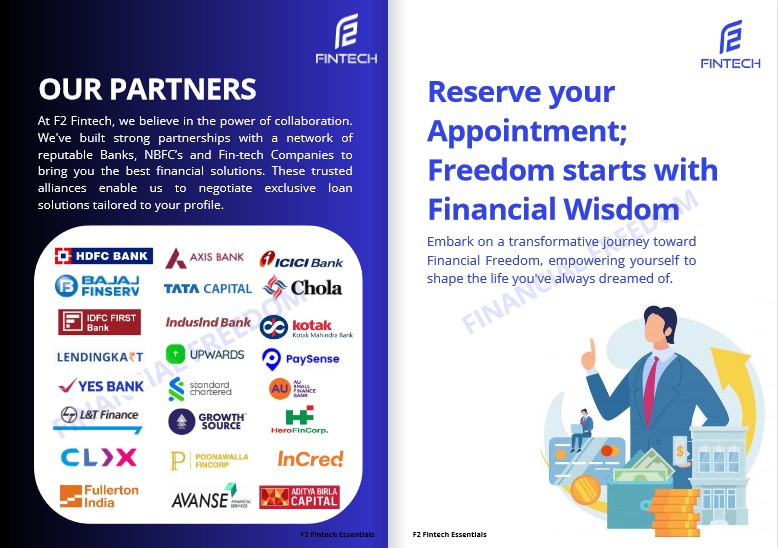 FINTECH
OUR PARTNERS
At F2 Fintech, we believe in the power of collaboration.
We've built strong partnerships with a network of
reputable Banks, NBFC's and Fin-tech Companies to
bring you the best financial solutions. These trusted
alliances enable us to negotiate exclusive loan
solutions tailored to your profile.
HDFC BANK
AXIS BANK
ICICI Bank
BAJAJ
FINSERV
TATA CAPITAL
Chola
IDFC FIRST
Bank
IndusInd Bank
kotak
Kotak Mahindra Bank
LENDINGKA₹T
UPWARDS
PaySense
YES BANK
standard
chartered
AU
AU
SMALL
FINANCE
BANK
L&T Finance
GROWTH
SOURCE
HeroFinCorp.
CLIX
P
POONAWALLA
FINCORP
InCred
Fullerton
India
AVANSE
FINANCIAL
SERVICES
ADITYA BIRLA
CAPITAL
FINANCIAL FREEDOM
F2 Fintech Essentials
FINTECH
Reserve your
Appointment;
Freedom starts with
Financial Wisdom
Embark on a transformative journey toward
Financial Freedom, empowering yourself to
shape the life you've always dreamed of.
FINANCIAL FREEDOM
$
$
F2 Fintech Essentials